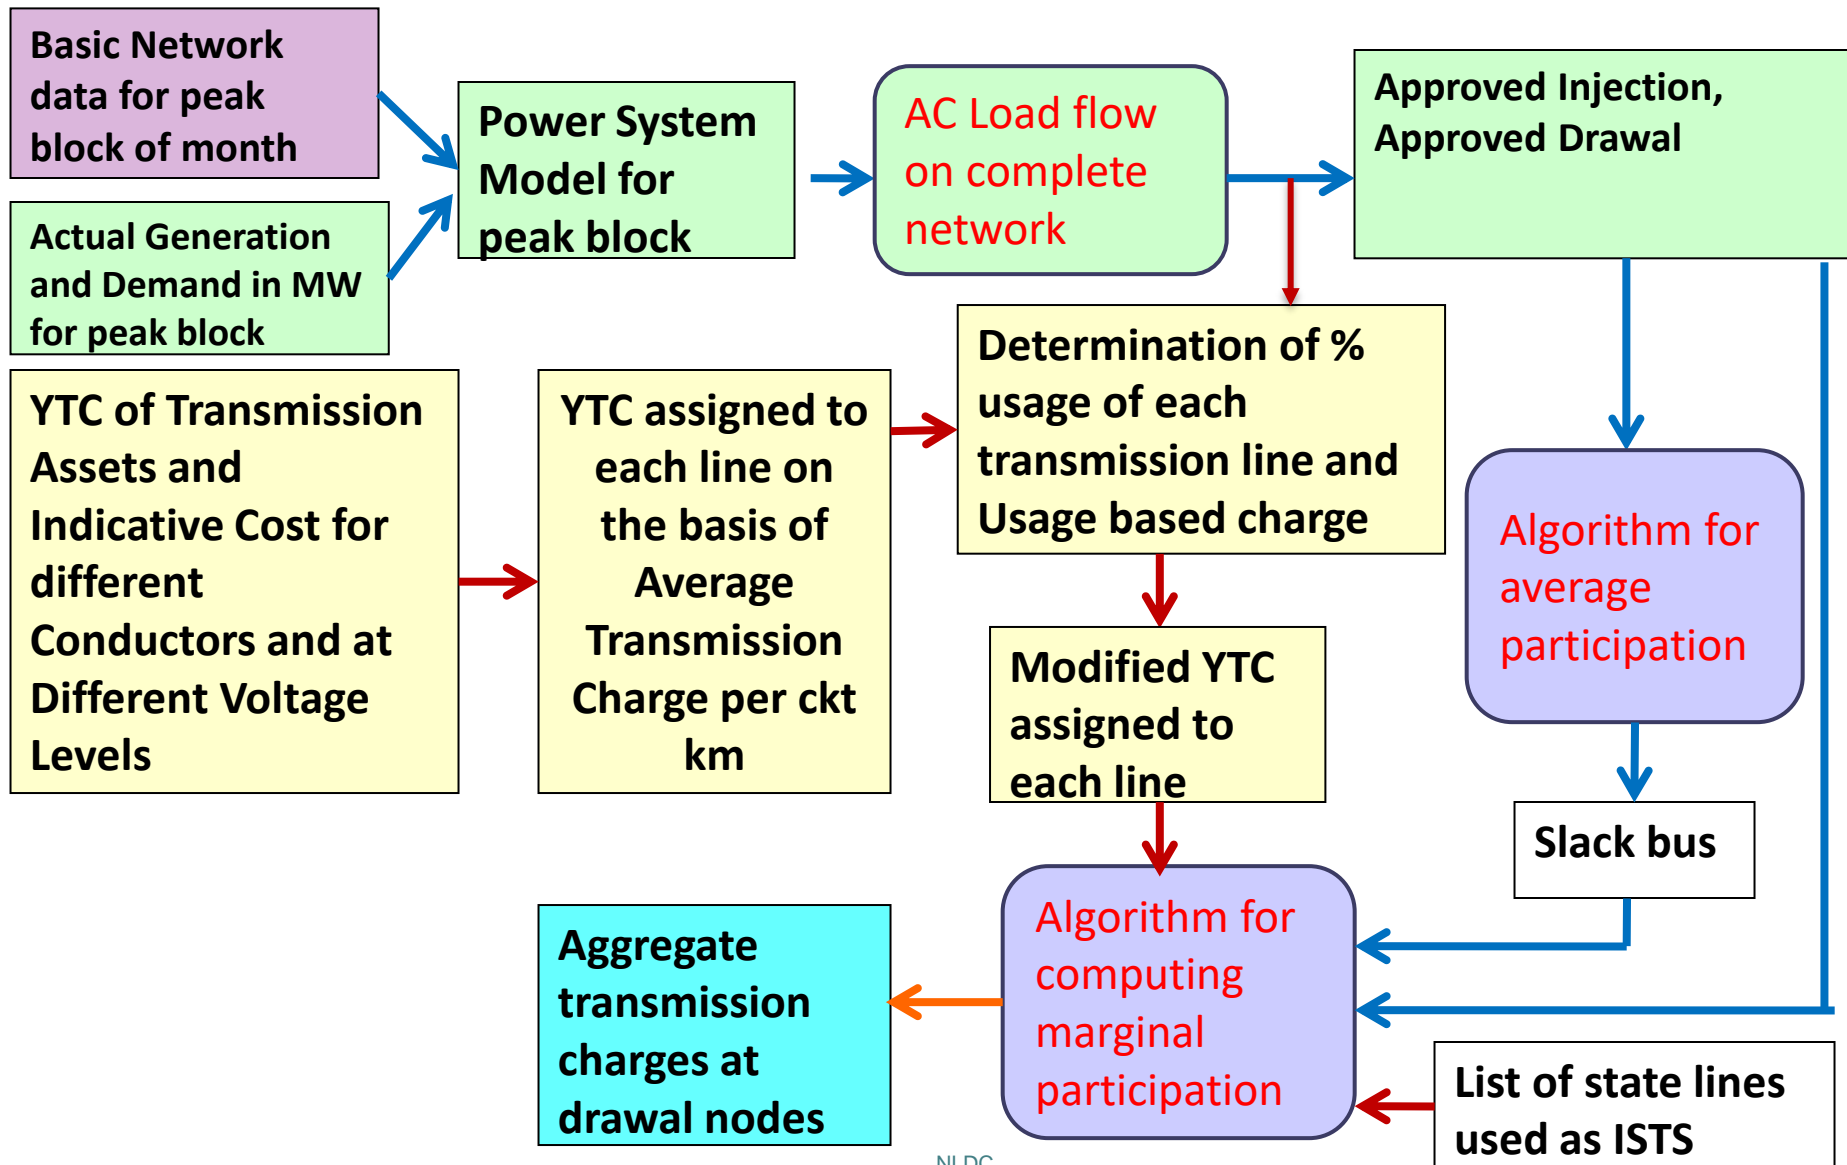 Basic Network
data for peak
block of month
Power System
Model for
peak block
AC Load flow
on complete
network
Approved Injection,
Approved Drawal
Actual Generation
and Demand in MW
for peak block
YTC of Transmission
Assets and
Indicative Cost for
different
Conductors and at
Different Voltage
Levels
YTC assigned to
each line on
the basis of
Average
Transmission
Charge per ckt
km
Determination of %
usage of each
transmission line and
Usage based charge
Algorithm for
average
participation
Modified YTC
assigned to
each line
Slack bus
Aggregate
transmission
charges at
drawal nodes
Algorithm for
computing
marginal
participation
List of state lines
used as ISTS
NLDC